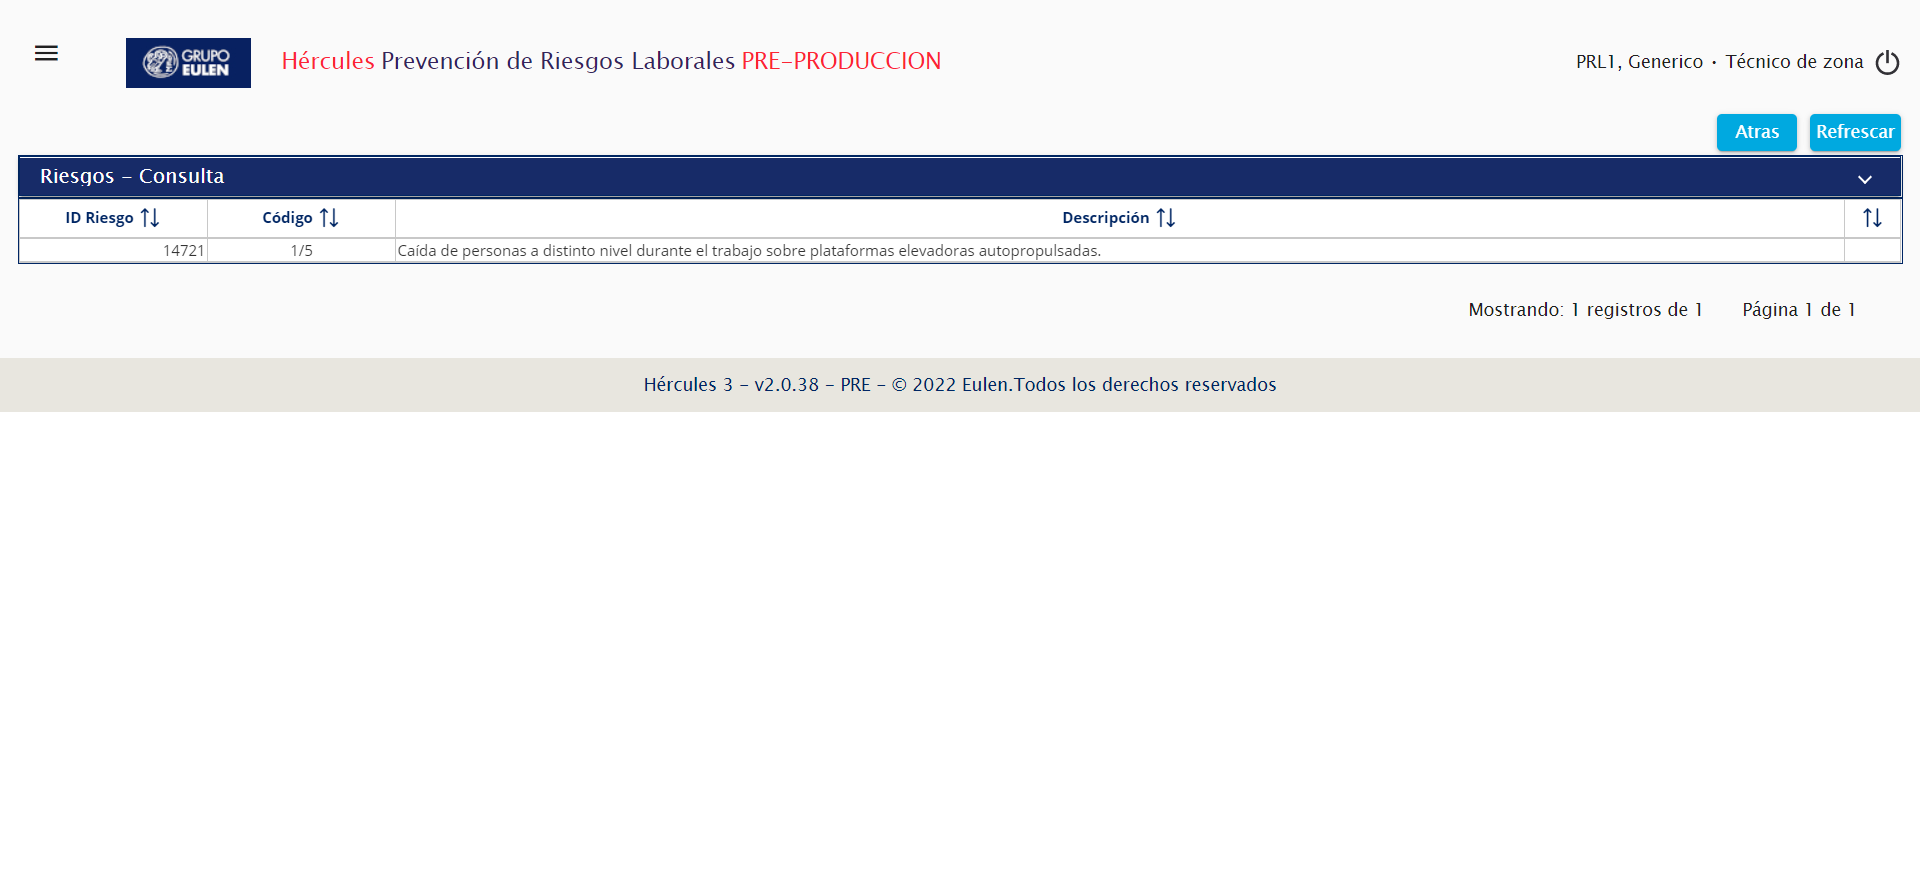 GRUPO
EULEN
Hércules Prevención de Riesgos Laborales PRE-PRODUCCION
PRL1, Generico · Técnico de zona
Atras Refrescar
Riesgos - Consulta
ID Riesgo Código Descripción
14721 1/5 Caída de personas a distinto nivel durante el trabajo sobre plataformas elevadoras autopropulsadas.
Mostrando: 1 registros de 1 Página 1 de 1
Hércules 3 - v2.0.38 - PRE - © 2022 Eulen.Todos los derechos reservados